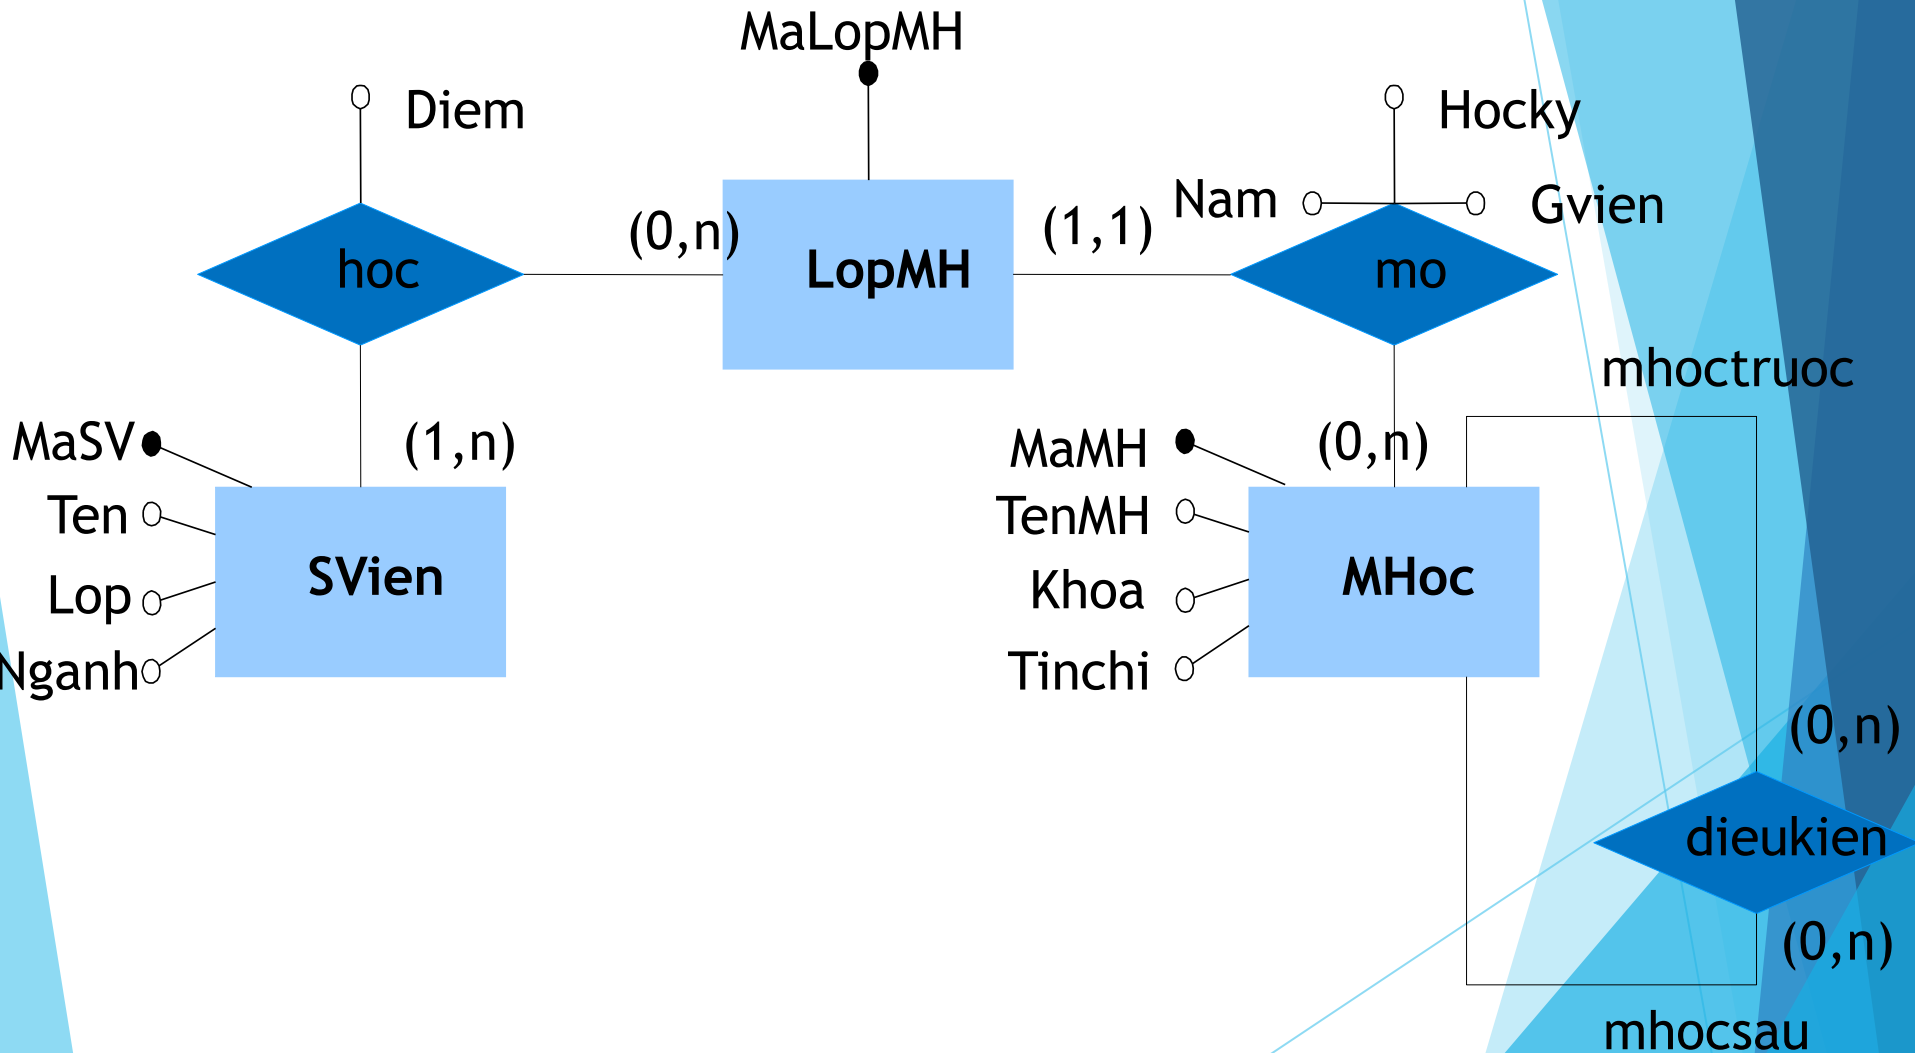 MaLopMH
Diem
Hocky
Nam
Gvien
(0,n)
(1,1)
hoc
LopMH
mo
mhoctruoc
MaSV
(1,n)
MaMH
(0,n)
Ten
TenMH
SVien
MHoc
Lop
Khoa
Nganh
Tinchi
(0,n)
dieukien
(0,n)
mhocsau